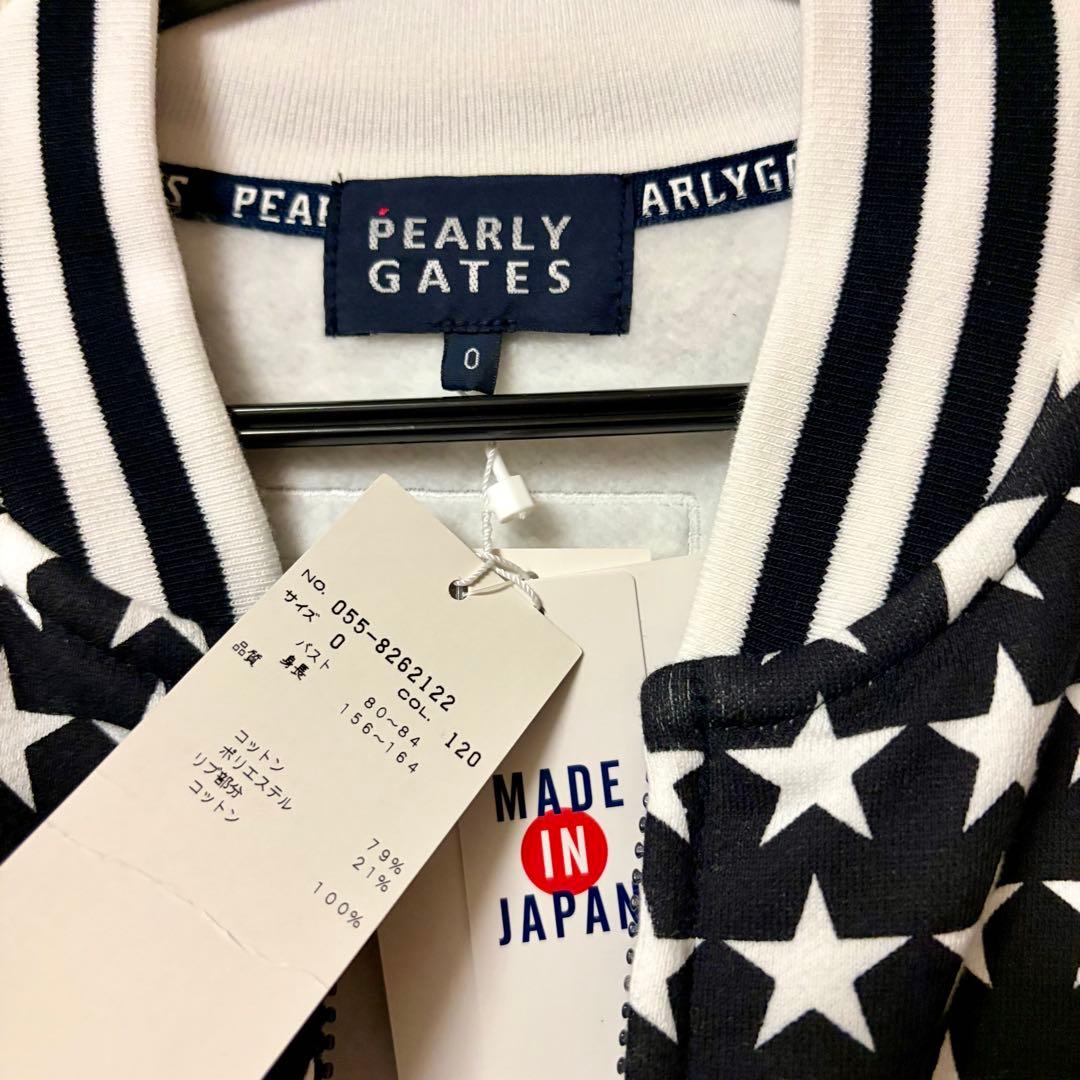 S PEAR
ARLYGA
PEARLY
GATES
0
NO. 055-8262122
サイズ 0 COL. 120
バスト 80~84
品質 身長 156~164
コットン 79%
ポリエステル 21%
リブ部分
コットン 100%
MADE
IN
JAPAN